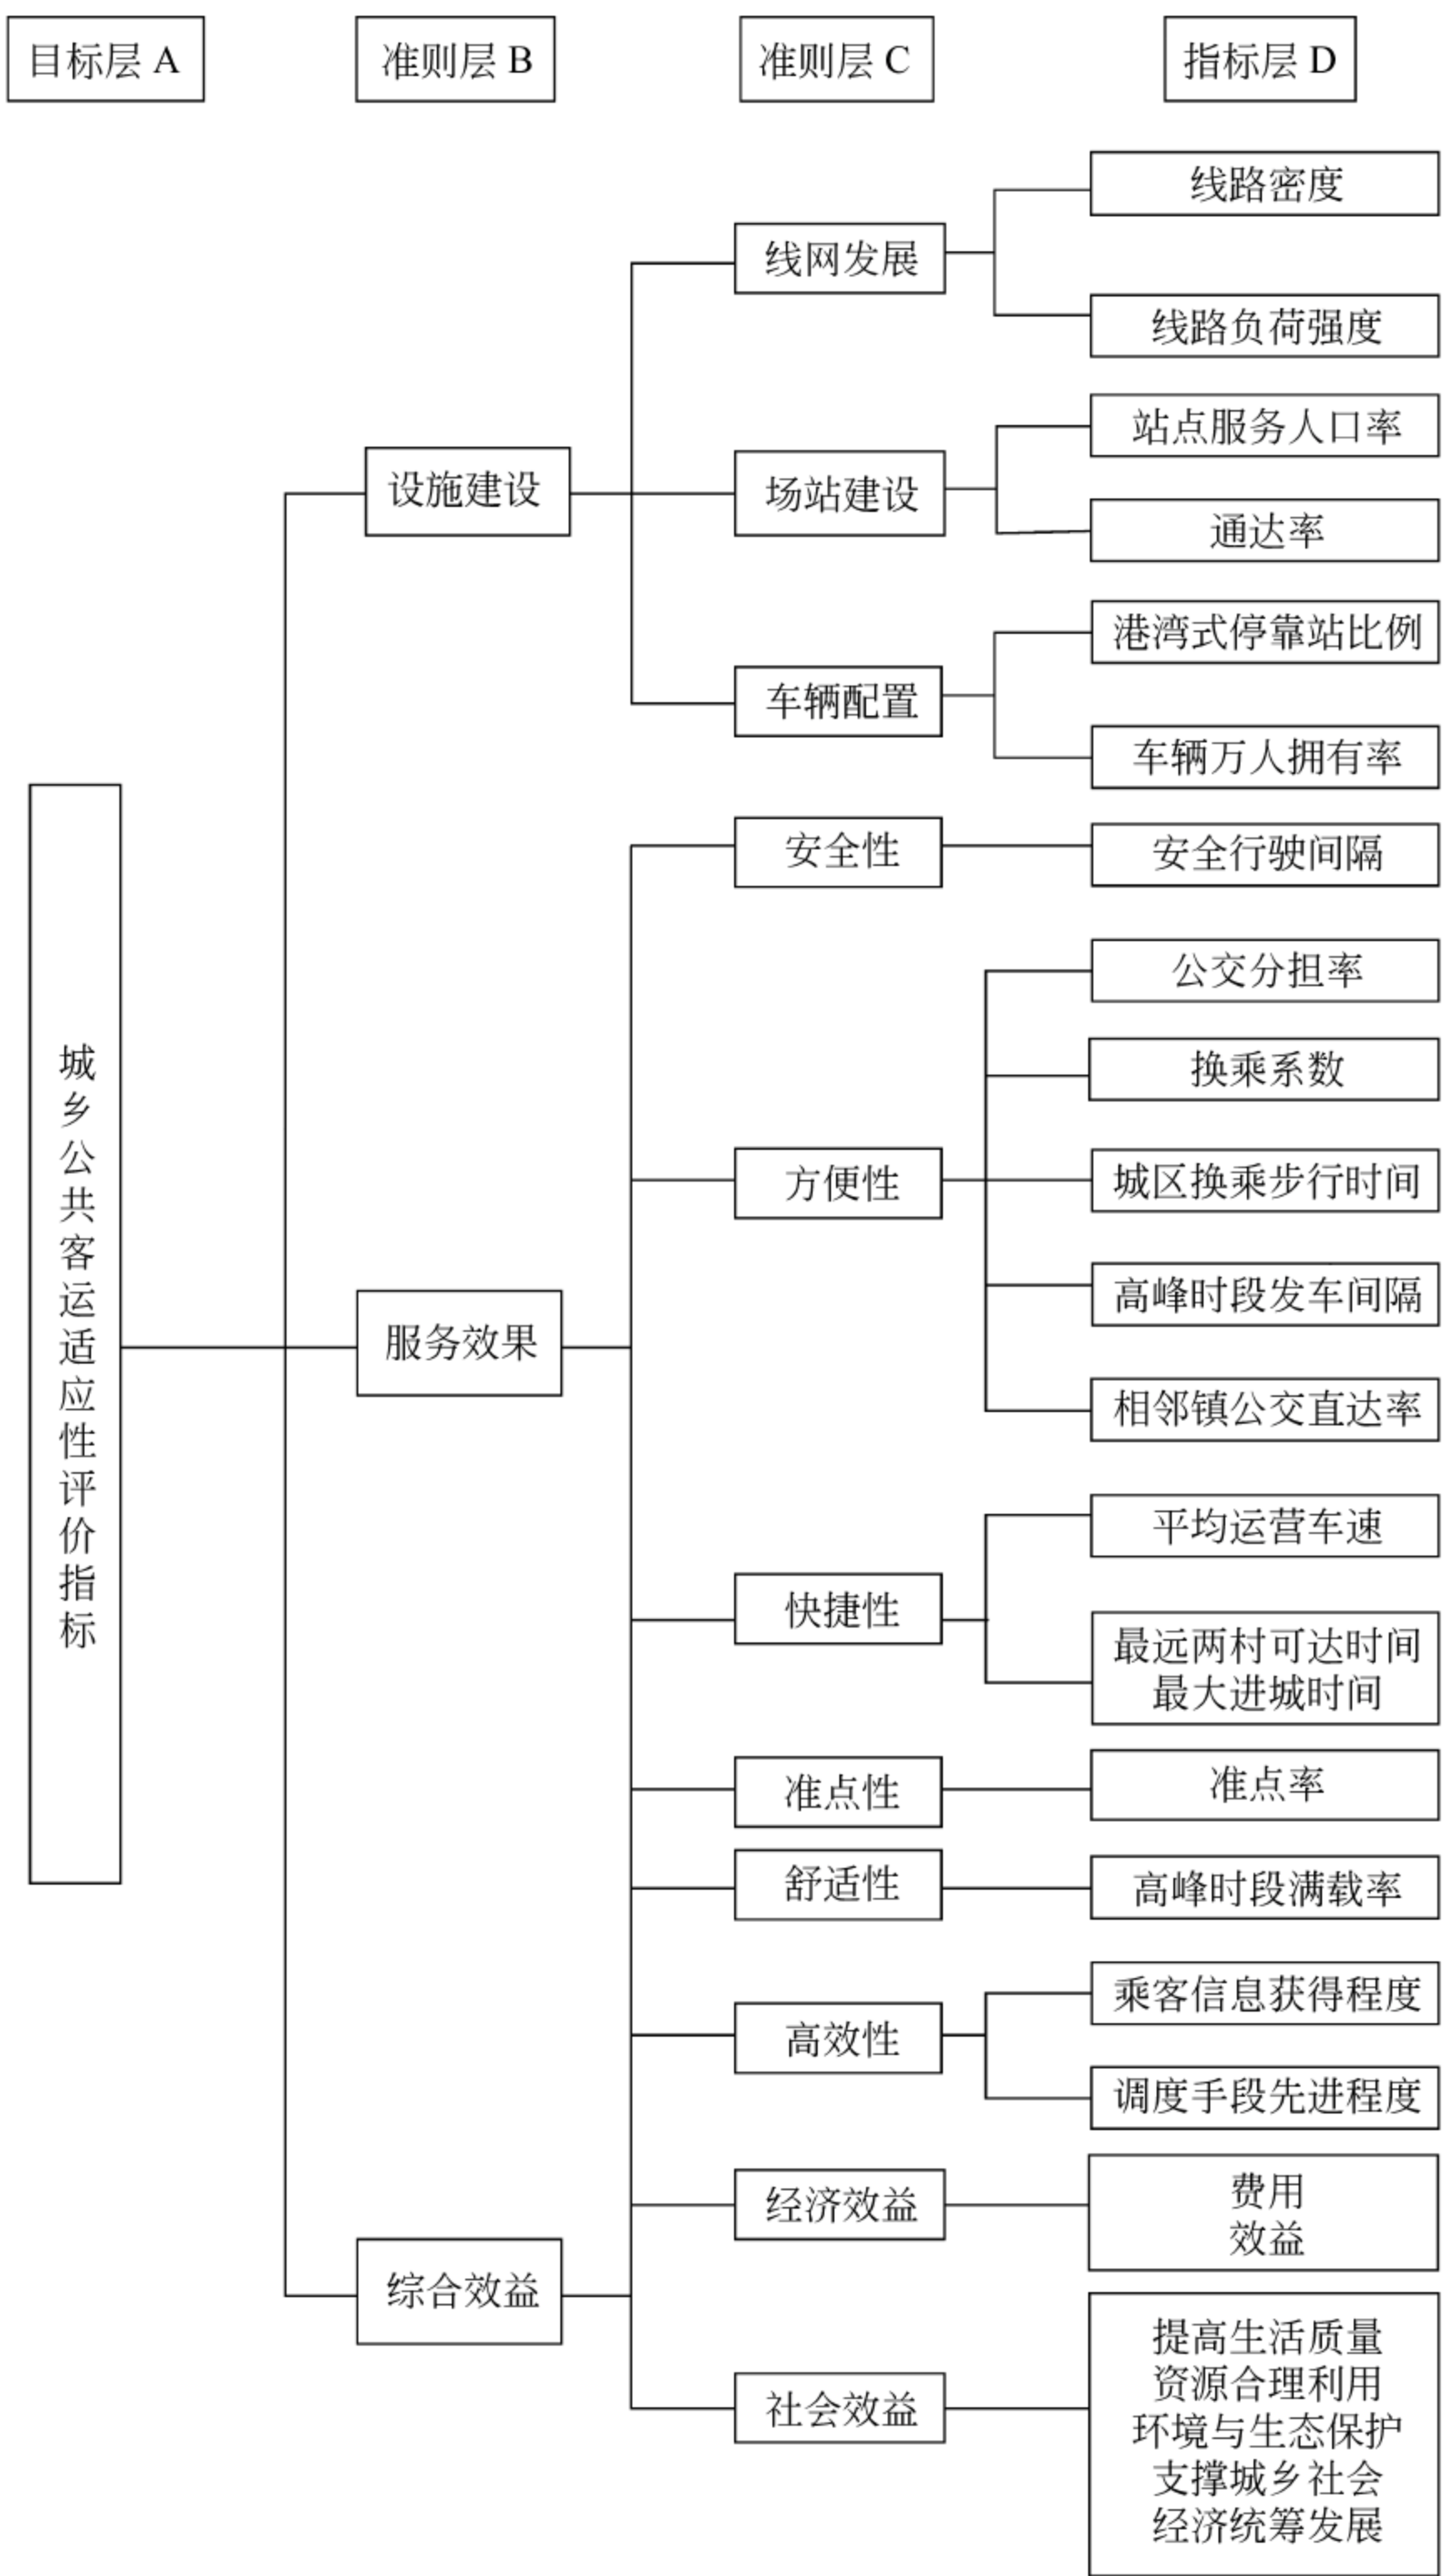 目标层 A
准则层 B
准则层 C
指标层 D
城乡公共客运适应性评价指标
设施建设
线网发展
线路密度
线路负荷强度
场站建设
站点服务人口率
通达率
车辆配置
港湾式停靠站比例
车辆万人拥有率
服务效果
安全性
安全行驶间隔
方便性
公交分担率
换乘系数
城区换乘步行时间
高峰时段发车间隔
相邻镇公交直达率
快捷性
平均运营车速
最远两村可达时间
最大进城时间
准点性
准点率
舒适性
高峰时段满载率
高效性
乘客信息获得程度
调度手段先进程度
综合效益
经济效益
费用
效益
社会效益
提高生活质量
资源合理利用
环境与生态保护
支撑城乡社会
经济统筹发展